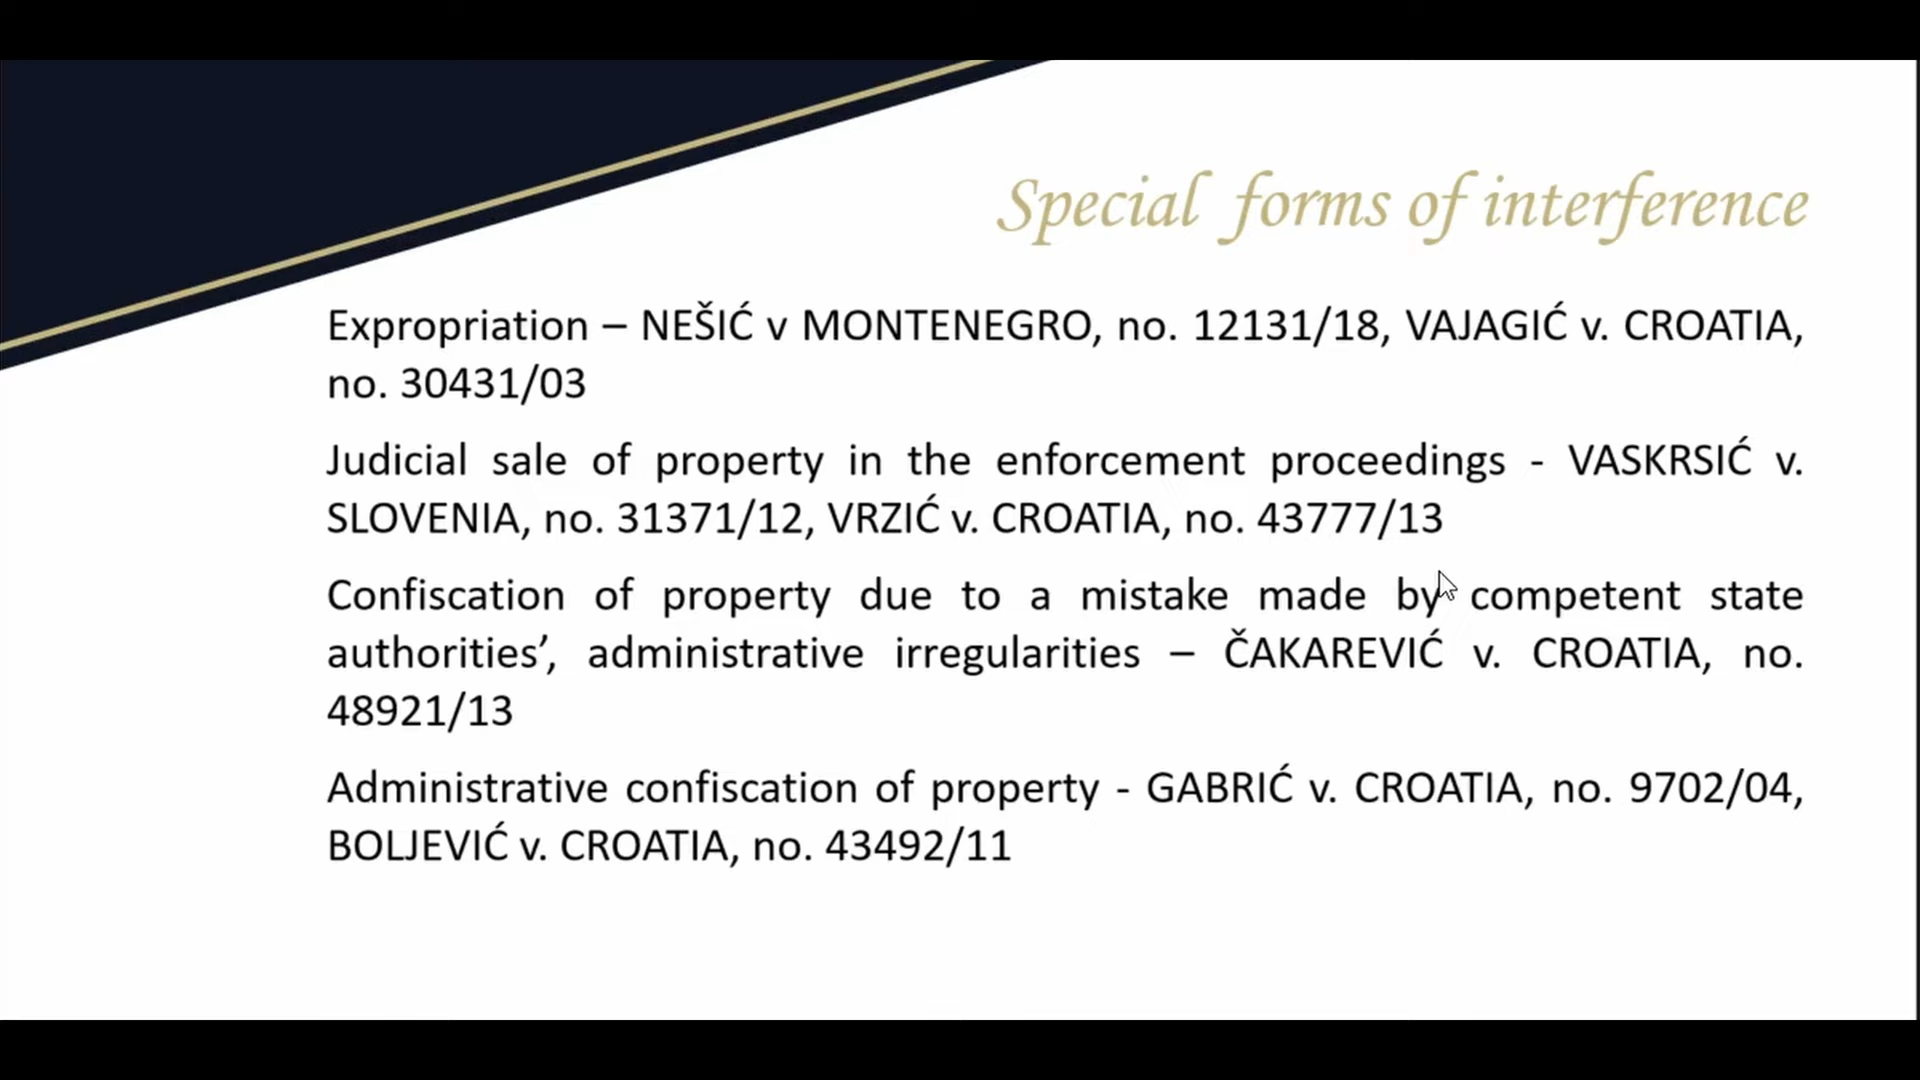 Special forms of interference
Expropriation – NEŠIĆ v MONTENEGRO, no. 12131/18, VAJAGIĆ v. CROATIA,
no. 30431/03
Judicial sale of property in the enforcement proceedings - VASKRSIĆ v.
SLOVENIA, no. 31371/12, VRZIĆ v. CROATIA, no. 43777/13
Confiscation of property due to a mistake made by competent state
authorities’, administrative irregularities – ČAKAREVIĆ v. CROATIA, no.
48921/13
Administrative confiscation of property - GABRIĆ v. CROATIA, no. 9702/04,
BOLJEVIĆ v. CROATIA, no. 43492/11